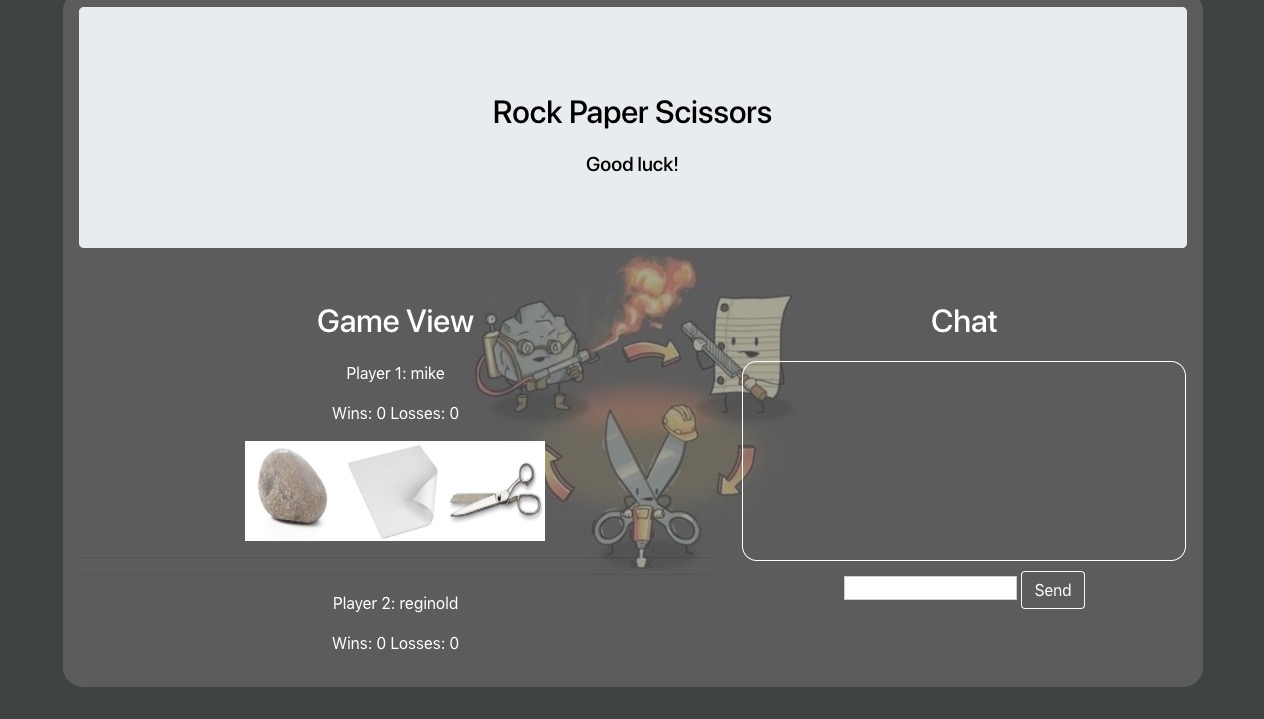 Rock Paper Scissors
Good luck!
Game View
Player 1: mike
Wins: 0 Losses: 0
Player 2: reginold
Wins: 0 Losses: 0
Chat
Send